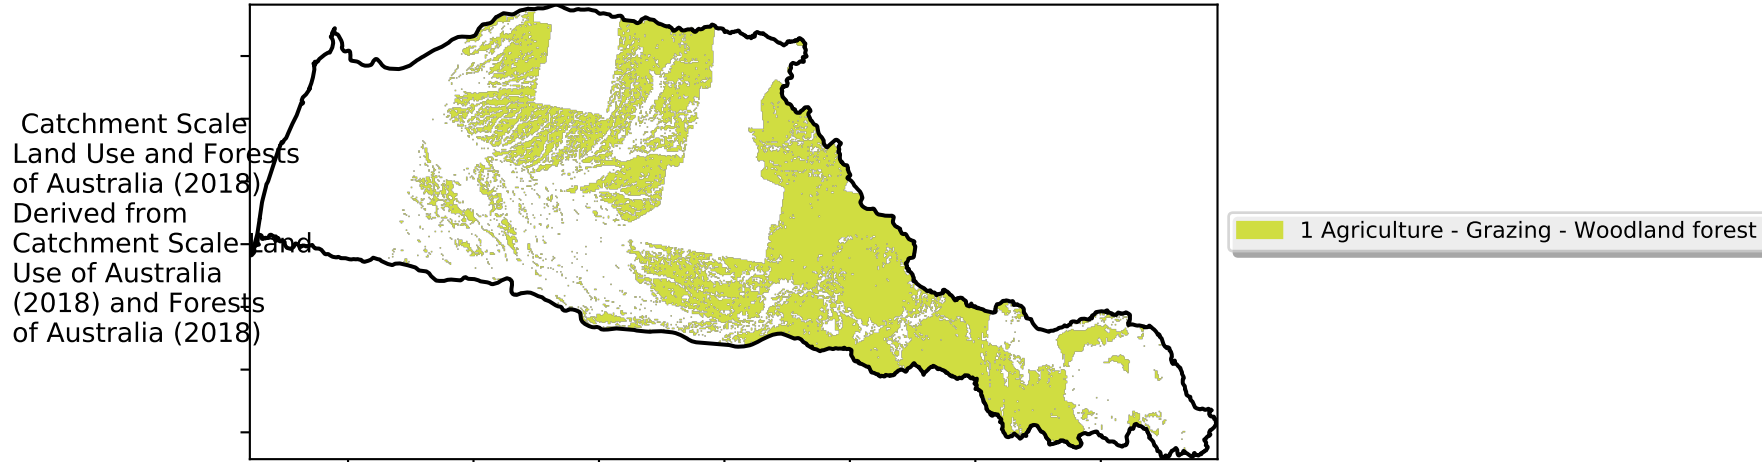 Catchment Scale
Land Use and Forests
of Australia (2018)
Derived from
Catchment Scale Land
Use of Australia
(2018) and Forests
of Australia (2018)
1 Agriculture - Grazing - Woodland forest